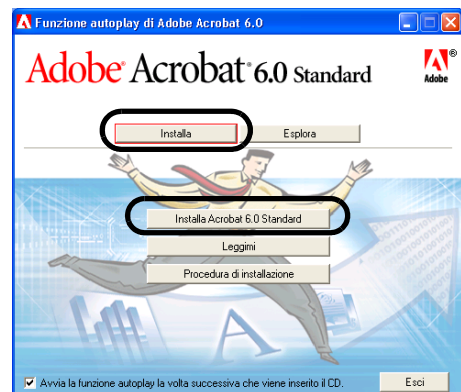 Funzione autoplay di Adobe Acrobat 6.0
Adobe® Acrobat® 6.0 Standard
Adobe®
Installa
Esplora
Installa Acrobat 6.0 Standard
Leggimi
Procedura di installazione
Avvia la funzione autoplay la volta successiva che viene inserito il CD.
Esci